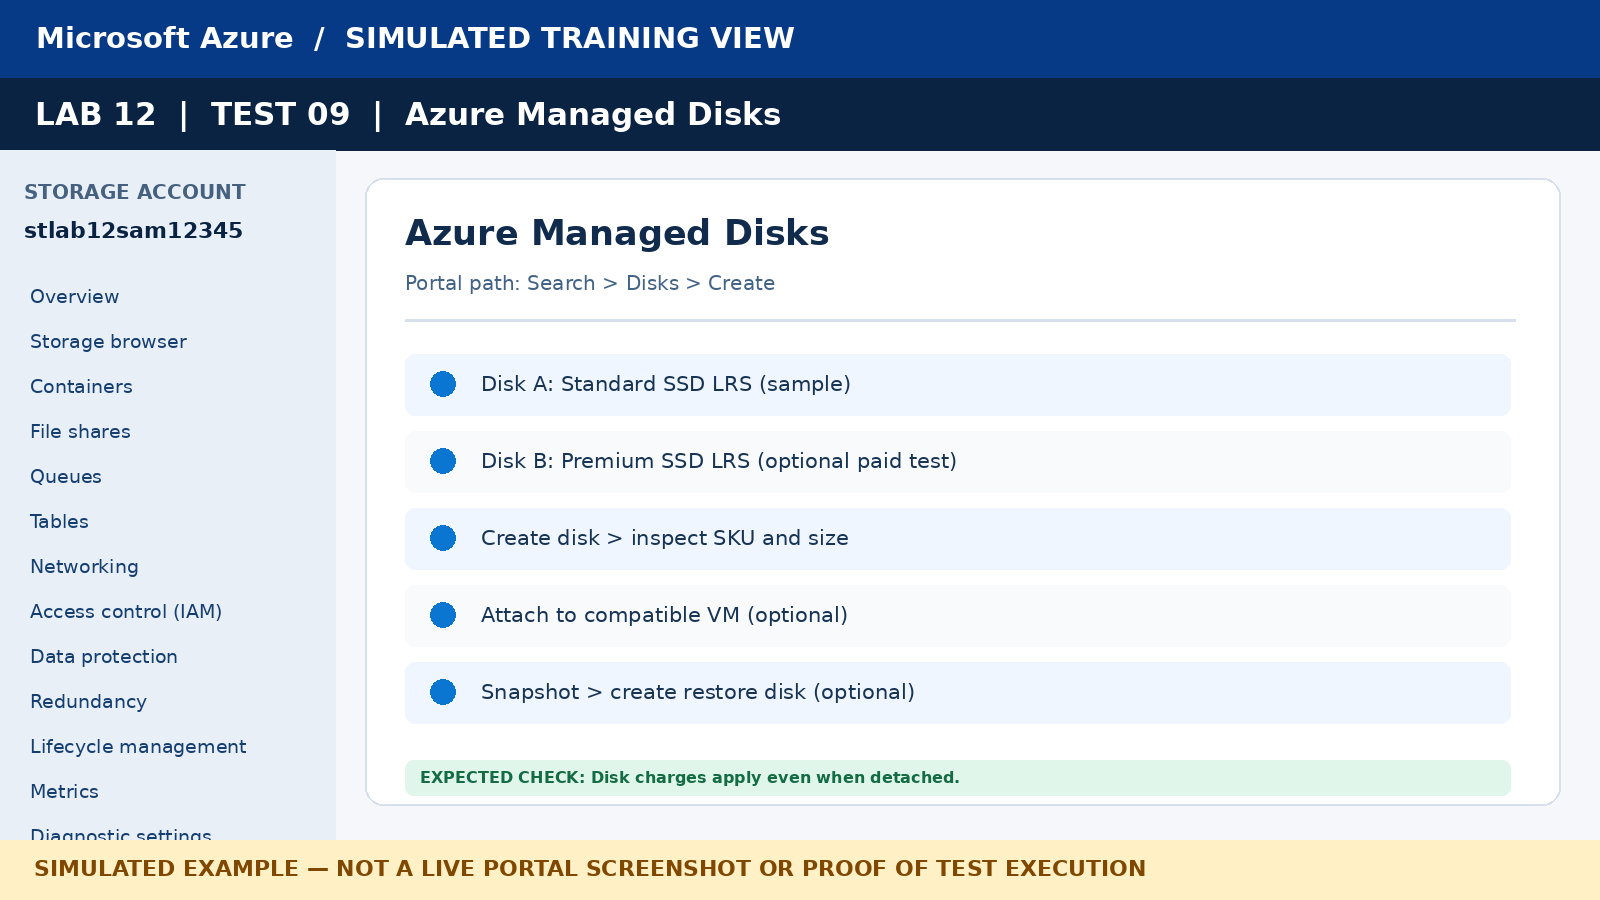 Microsoft Azure / SIMULATED TRAINING VIEW
LAB 12 | TEST 09 | Azure Managed Disks
STORAGE ACCOUNT
stlab12sam12345
Overview
Storage browser
Containers
File shares
Queues
Tables
Networking
Access control (IAM)
Data protection
Redundancy
Lifecycle management
Metrics
Diagnostic settings
Azure Managed Disks
Portal path: Search > Disks > Create
Disk A: Standard SSD LRS (sample)
Disk B: Premium SSD LRS (optional paid test)
Create disk > inspect SKU and size
Attach to compatible VM (optional)
Snapshot > create restore disk (optional)
EXPECTED CHECK: Disk charges apply even when detached.
SIMULATED EXAMPLE — NOT A LIVE PORTAL SCREENSHOT OR PROOF OF TEST EXECUTION